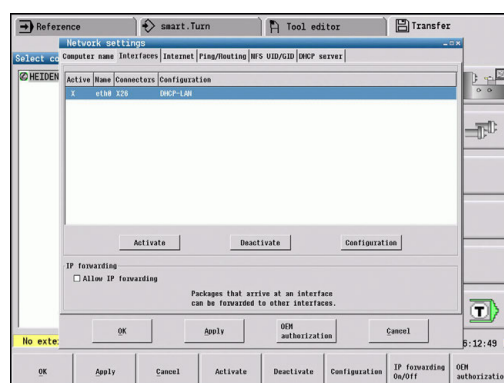 Reference
smart.Turn
Tool editor
Transfer
Network settings
Select co
Computer name Interfaces Internet Ping/Routing NFS UID/GID DHCP server
HEIDEN
Active Name Connectors Configuration
X eth0 X26 DHCP-LAN
Activate Deactivate Configuration
IP forwarding
Allow IP forwarding
Packages that arrive at an interface
can be forwarded to other interfaces.
T
OK Apply OEM authorization Cancel
No exte
6:12:49
OK Apply Cancel Activate Deactivate Configuration IP forwarding On/Off OEM authorizatio